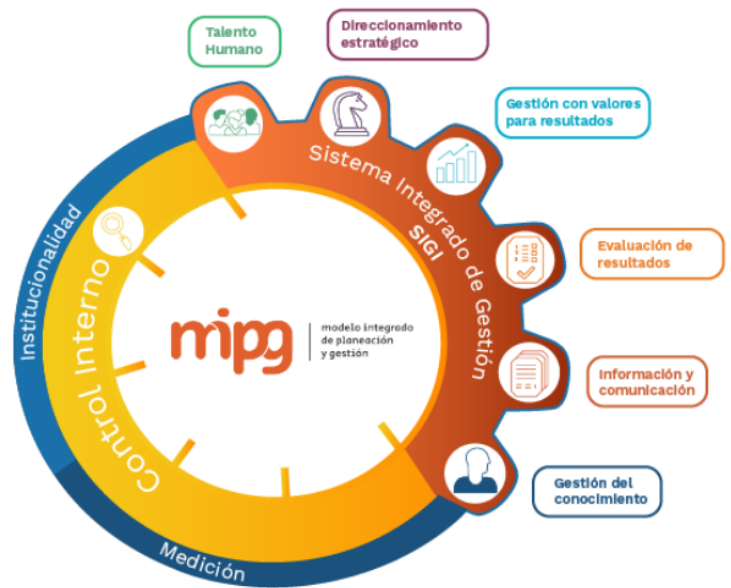 Talento
Humano
Direccionamiento
estratégico
Gestión con valores
para resultados
Sistema Integrado de Gestión
SIGI
Evaluación de
resultados
Institucionalidad
Control Interno
mipg
modelo integrado
de planeación
y gestión
Información y
comunicación
Gestión del
conocimiento
Medición